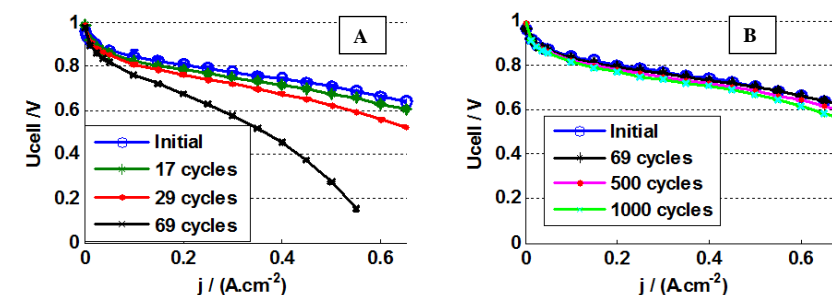 A
Ucell /V
1
0.8
0.6
0.4
0.2
0
Initial
17 cycles
29 cycles
69 cycles
0 0.2 0.4 0.6
j / (A.cm-2)
B
Ucell / V
1
0.8
0.6
0.4
0.2
0
Initial
69 cycles
500 cycles
1000 cycles
0 0.2 0.4 0.6
j / (A.cm-2)